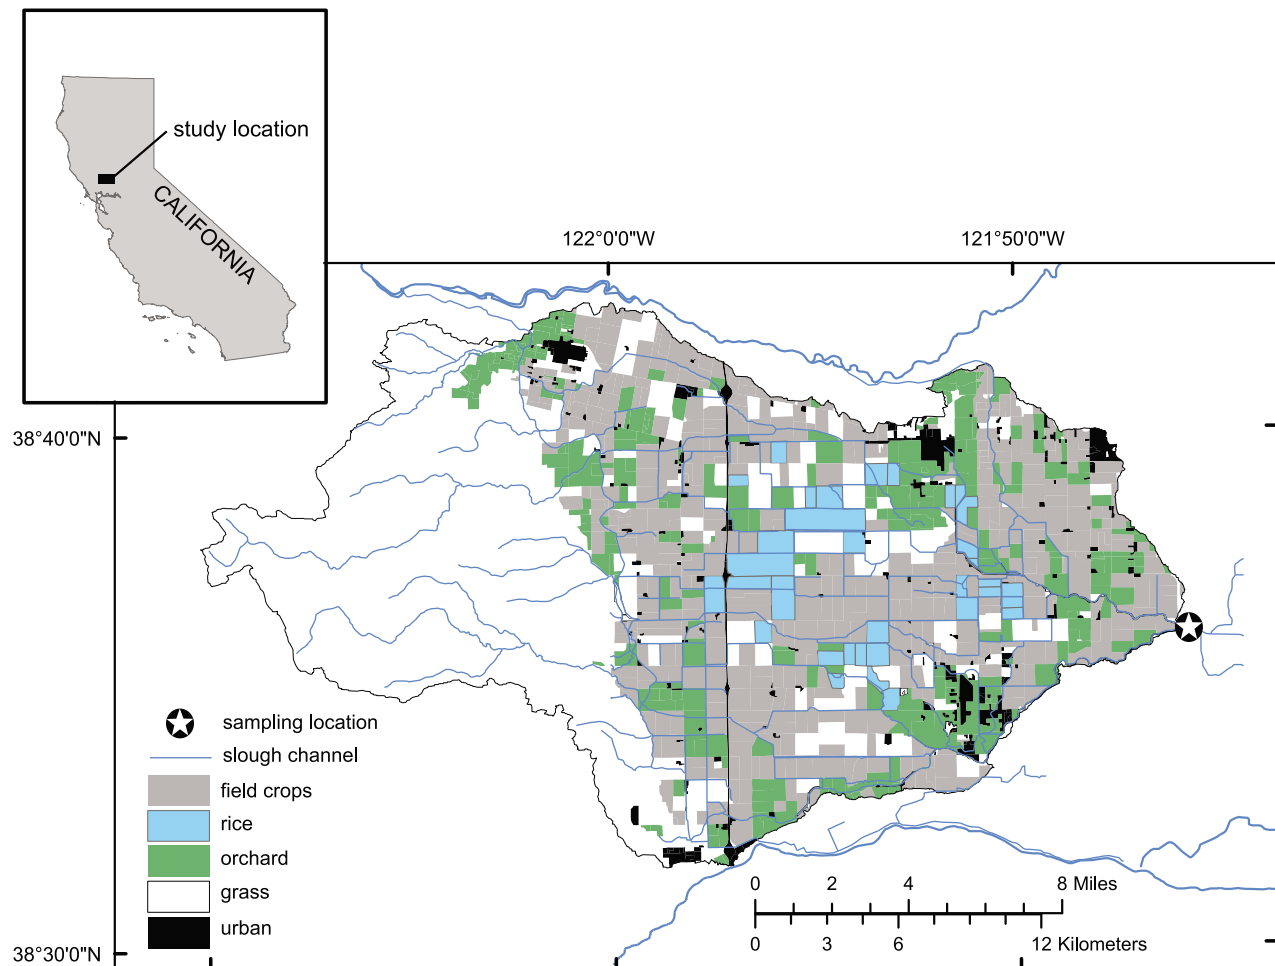 study location
CALIFORNIA
122°0'0"W
121°50'0"W
38°40'0"N
38°30'0"N
sampling location
slough channel
field crops
rice
orchard
grass
urban
0 2 4 8 Miles
0 3 6 12 Kilometers